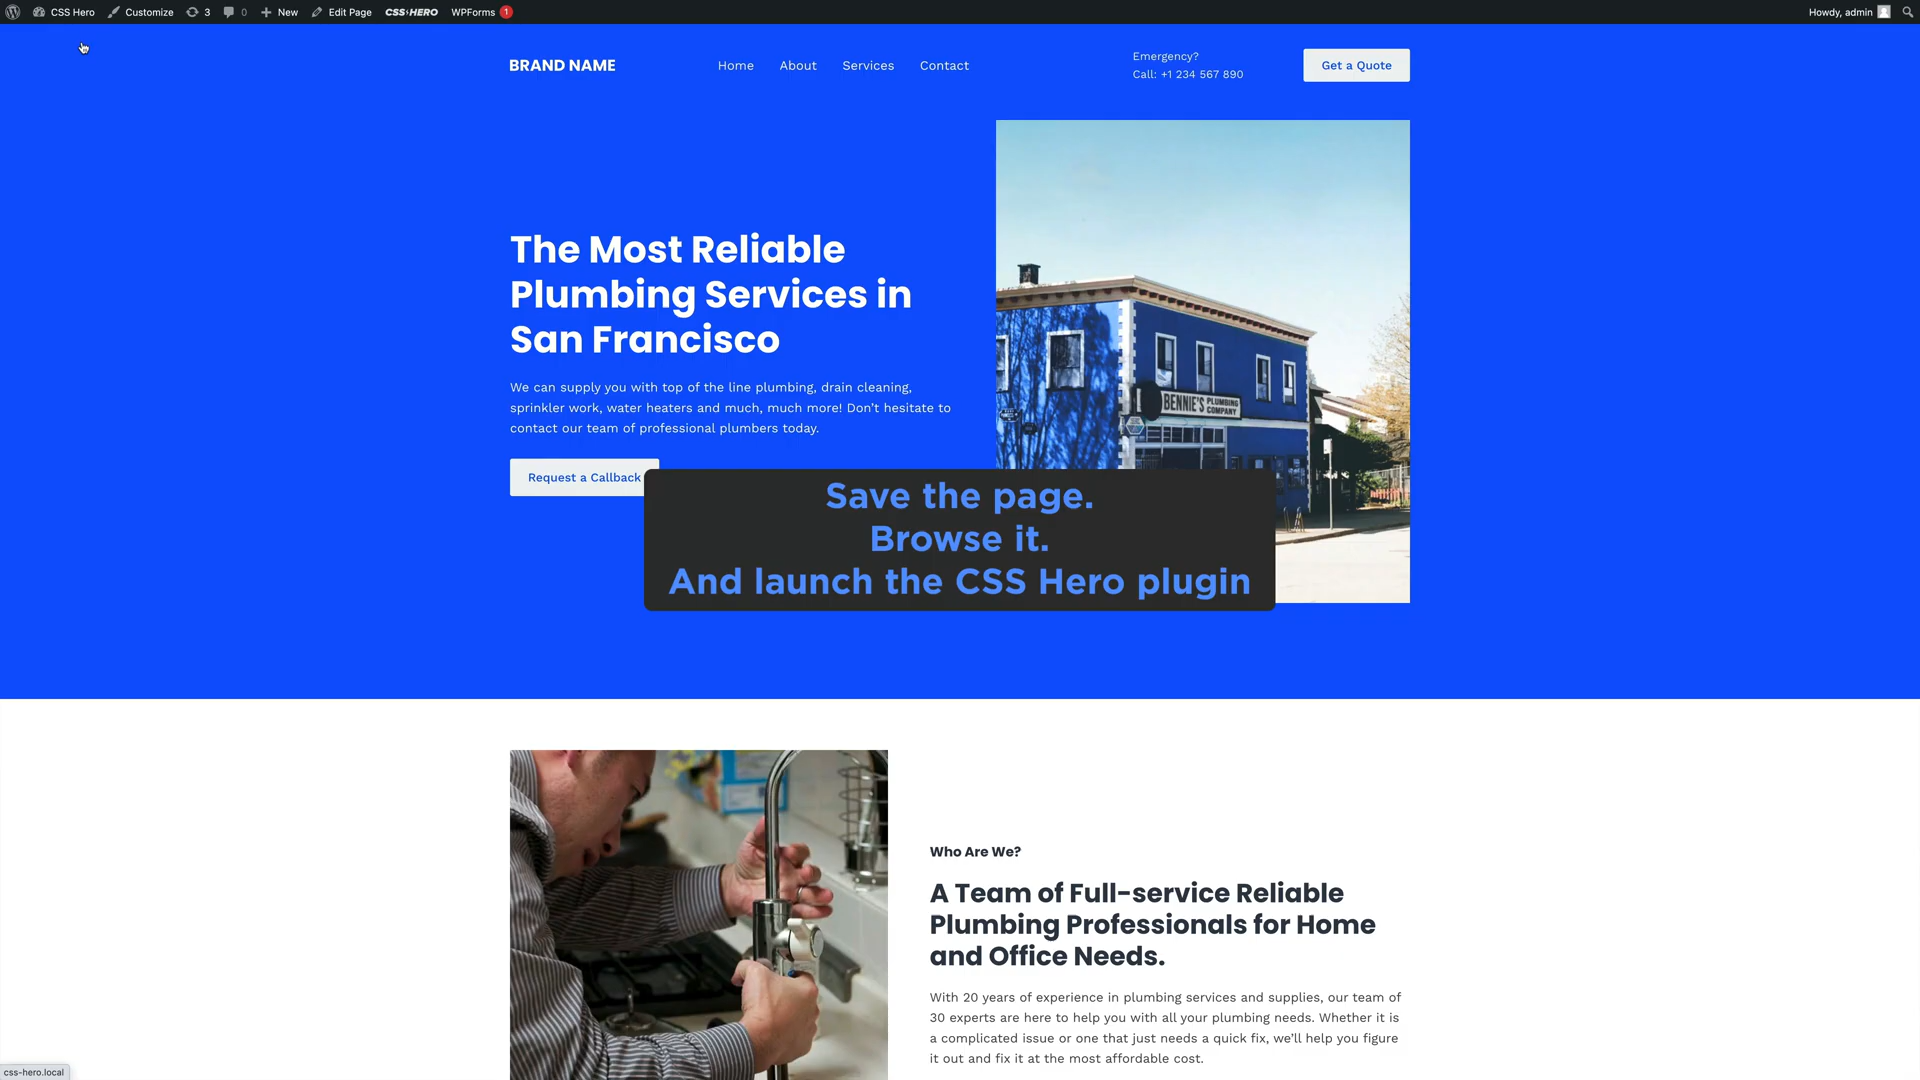 CSS Hero Customize 3 0 New Edit Page CSS HERO WPForms 1 Howdy, admin
BRAND NAME Home About Services Contact
Emergency?
Call: +1 234 567 890
Get a Quote
The Most Reliable
Plumbing Services in
San Francisco
We can supply you with top of the line plumbing, drain cleaning,
sprinkler work, water heaters and much, much more! Don’t hesitate to
contact our team of professional plumbers today.
Request a Callback
BENNIE'S PLUMBING
COMPANY
Save the page.
Browse it.
And launch the CSS Hero plugin
Who Are We?
A Team of Full-service Reliable
Plumbing Professionals for Home
and Office Needs.
With 20 years of experience in plumbing services and supplies, our team of
30 experts are here to help you with all your plumbing needs. Whether it is
a complicated issue or one that just needs a quick fix, we’ll help you figure
it out and fix it at the most affordable cost.
css-hero.local